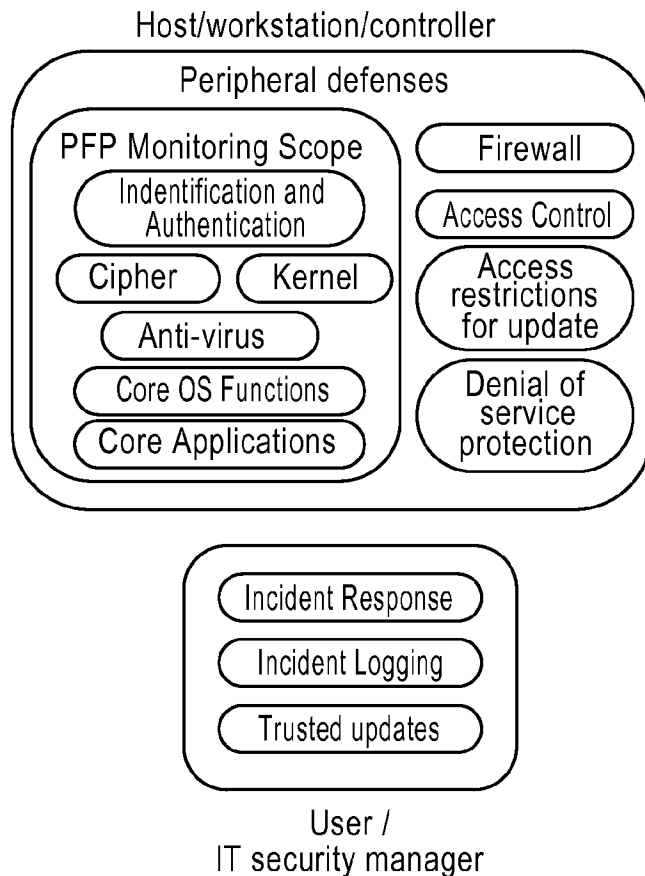 Host/workstation/controller
Peripheral defenses
PFP Monitoring Scope
Indentification and
Authentication
Cipher
Kernel
Anti-virus
Core OS Functions
Core Applications
Firewall
Access Control
Access
restrictions
for update
Denial of
service
protection
Incident Response
Incident Logging
Trusted updates
User /
IT security manager